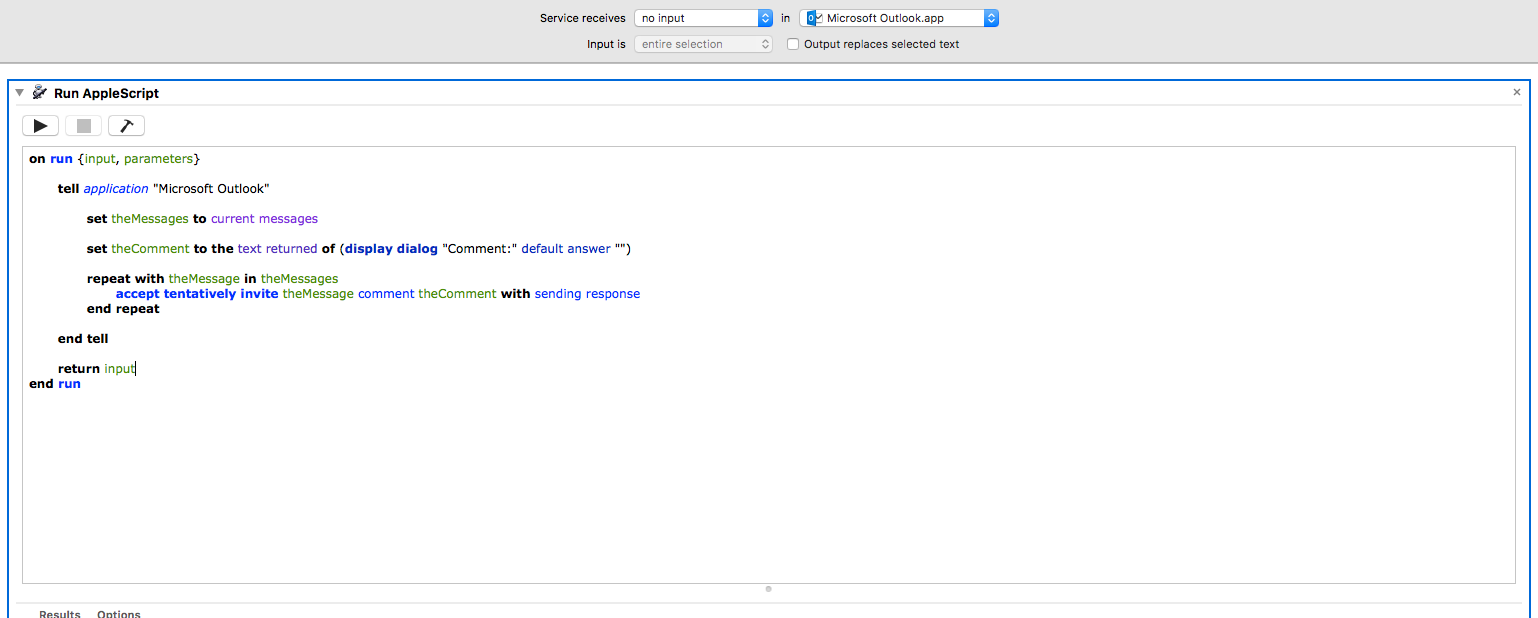 Service receives no input in Microsoft Outlook.app
Input is entire selection Output replaces selected text
Run AppleScript
on run {input, parameters}
tell application "Microsoft Outlook"
set theMessages to current messages
set theComment to the text returned of (display dialog "Comment:" default answer "")
repeat with theMessage in theMessages
accept tentatively invite theMessage comment theComment with sending response
end repeat
end tell
return input
end run
Results Options